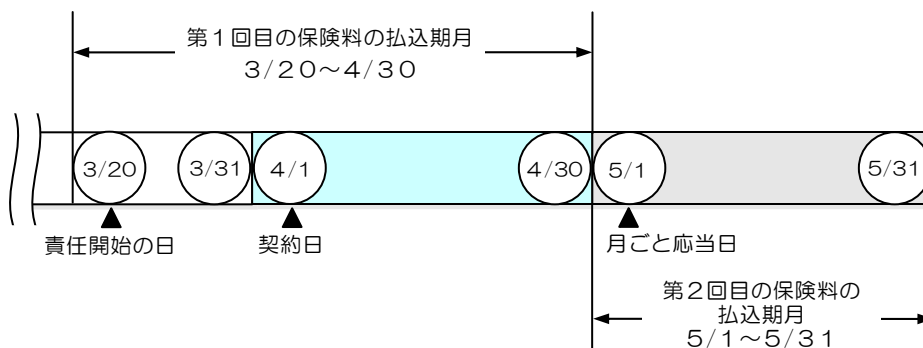 第１回目の保険料の払込期月
３/２０～４/３０
３/２０
３/３１
４/１
４/３０
５/１
５/３１
責任開始の日
契約日
月ごと応当日
第２回目の保険料の
払込期月
５/１～５/３１